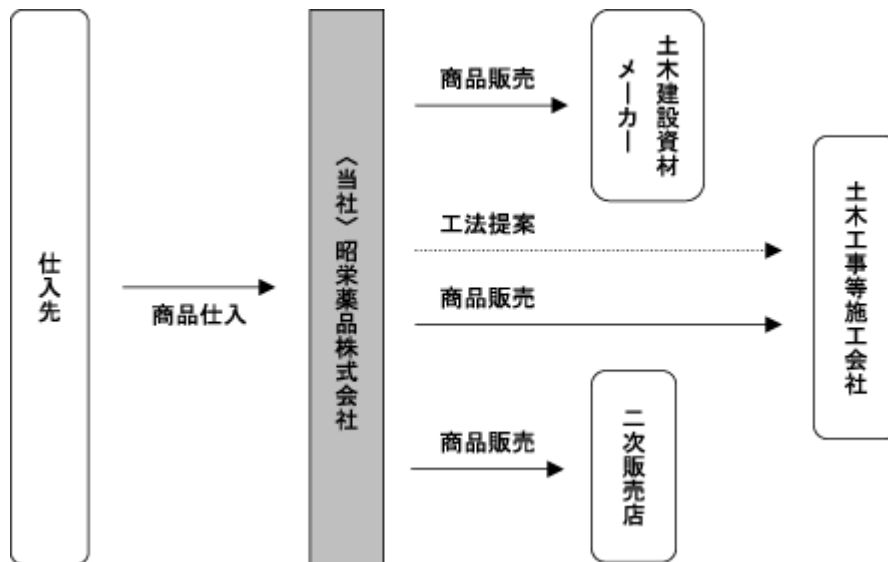 仕入先
商品仕入
〈当社〉昭栄薬品株式会社
商品販売
土木建設資材
メーカー
工法提案
商品販売
土木工事等施工会社
商品販売
二次販売店